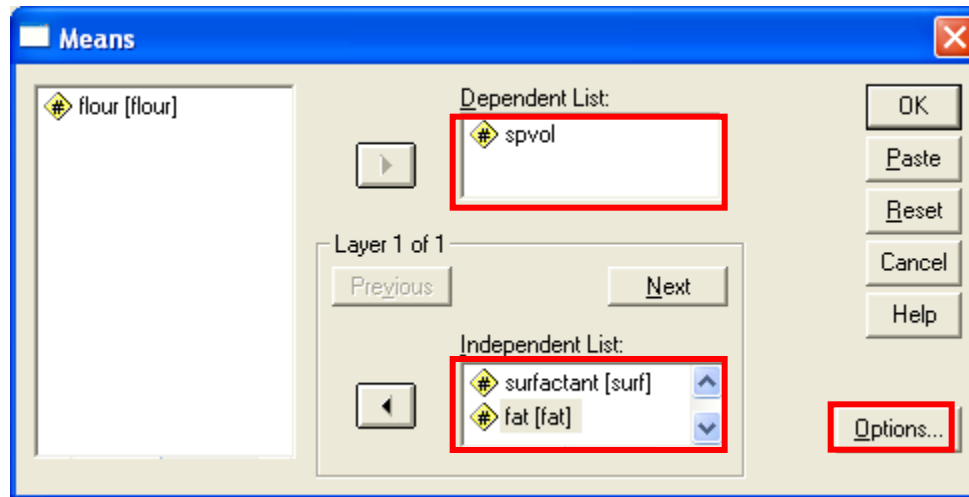 Means
flour [flour]
Dependent List:
spvol
OK
Paste
Reset
Cancel
Help
Layer 1 of 1
Previous
Next
Independent List:
surfactant [surf]
fat [fat]
Options...